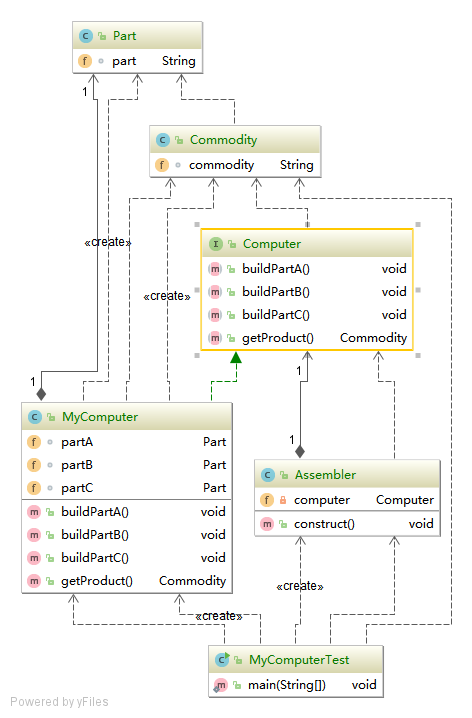 Part
part String
1
Commodity
commodity String
«create»
Computer
buildPartA() void
buildPartB() void
buildPartC() void
getProduct() Commodity
«create»
1
1
1
MyComputer
partA Part
partB Part
partC Part
buildPartA() void
buildPartB() void
buildPartC() void
getProduct() Commodity
Assembler
computer Computer
construct() void
«create»
«create»
MyComputerTest
main(String[]) void
Powered by yFiles